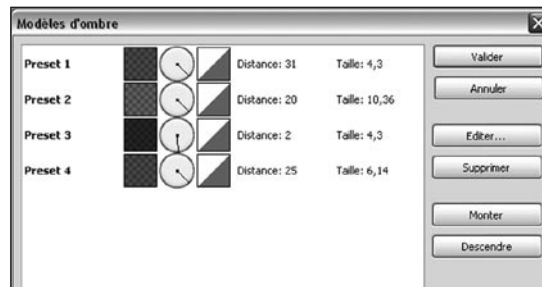 Modèles d'ombre
Preset 1 Distance: 31 Taille: 4,3
Preset 2 Distance: 20 Taille: 10,36
Preset 3 Distance: 2 Taille: 4,3
Preset 4 Distance: 25 Taille: 6,14
Valider
Annuler
Editer...
Supprimer
Monter
Descendre